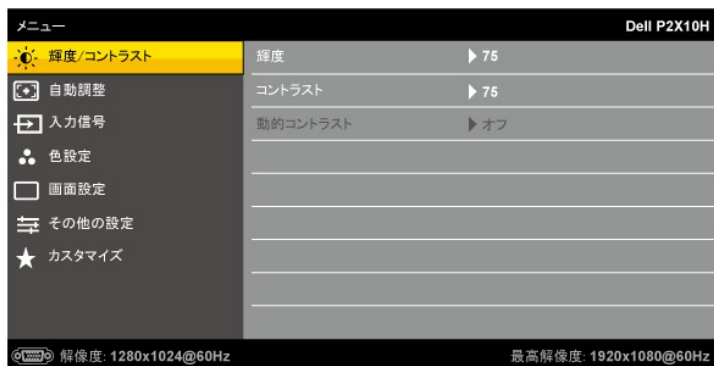 メニュー Dell P2X10H
輝度/コントラスト 輝度 75
自動調整 コントラスト 75
入力信号 動的コントラスト オフ
色設定
画面設定
その他の設定
カスタマイズ
解像度: 1280x1024@60Hz 最高解像度: 1920x1080@60Hz